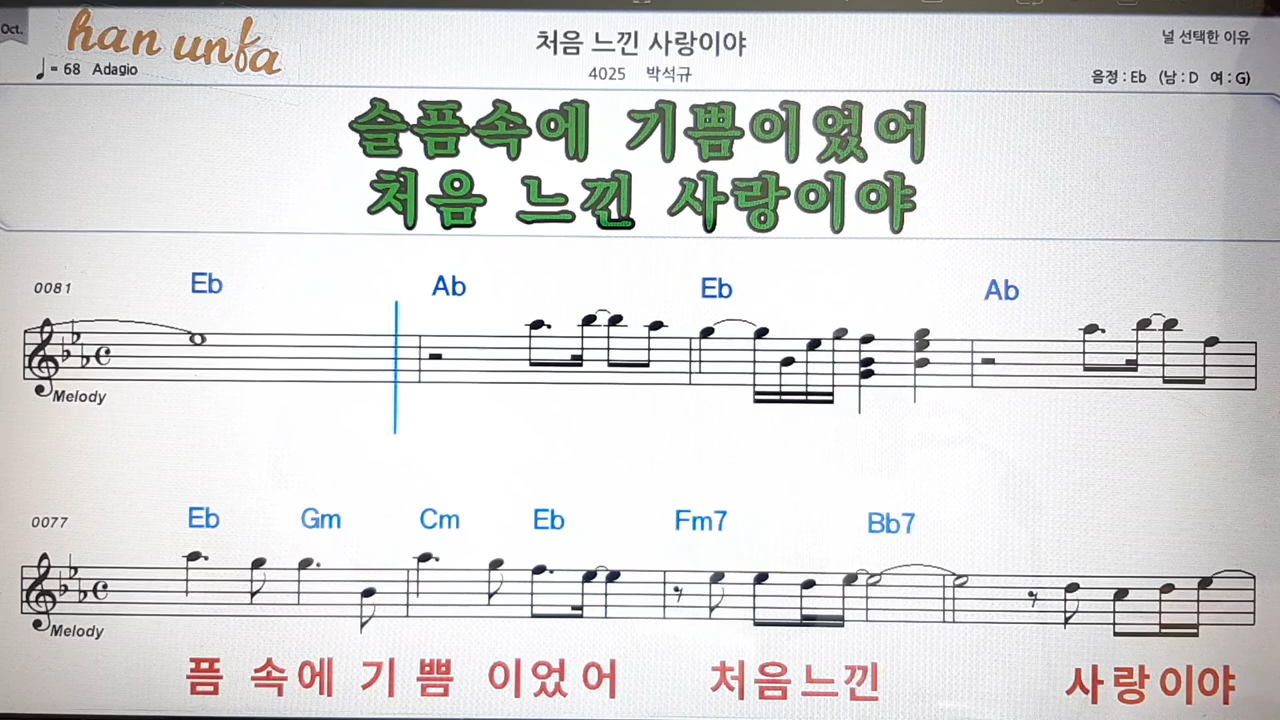 Oct.
han unfa
처음 느낀 사랑이야
널 선택한 이유
♩= 68 Adagio
4025 박석규
음정 : Eb (남 : D 여 : G)
슬픔속에 기쁨이었어
처음 느낀 사랑이야
0081 Eb Ab Eb Ab
Melody
0077 Eb Gm Cm Eb Fm7 Bb7
Melody
픔 속에 기 쁨 이었 어 처음느낀 사 랑 이야